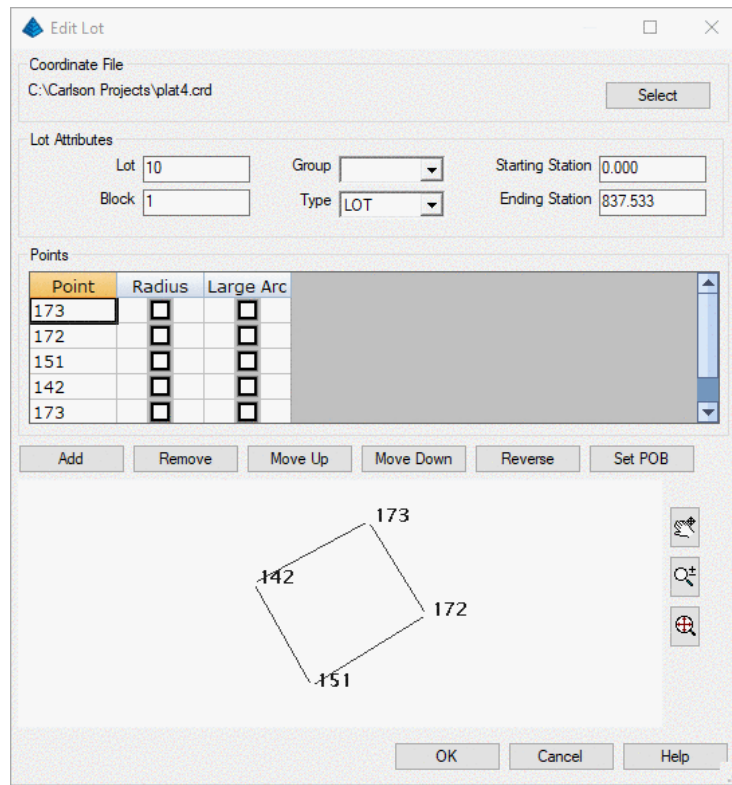 Edit Lot
Coordinate File
C:\Carlson Projects\plat4.crd
Select
Lot Attributes
Lot 10 Group Starting Station 0.000
Block 1 Type LOT Ending Station 837.533
Points
Point Radius Large Arc
173
172
151
142
173
Add Remove Move Up Move Down Reverse Set POB
173
142
172
151
OK Cancel Help